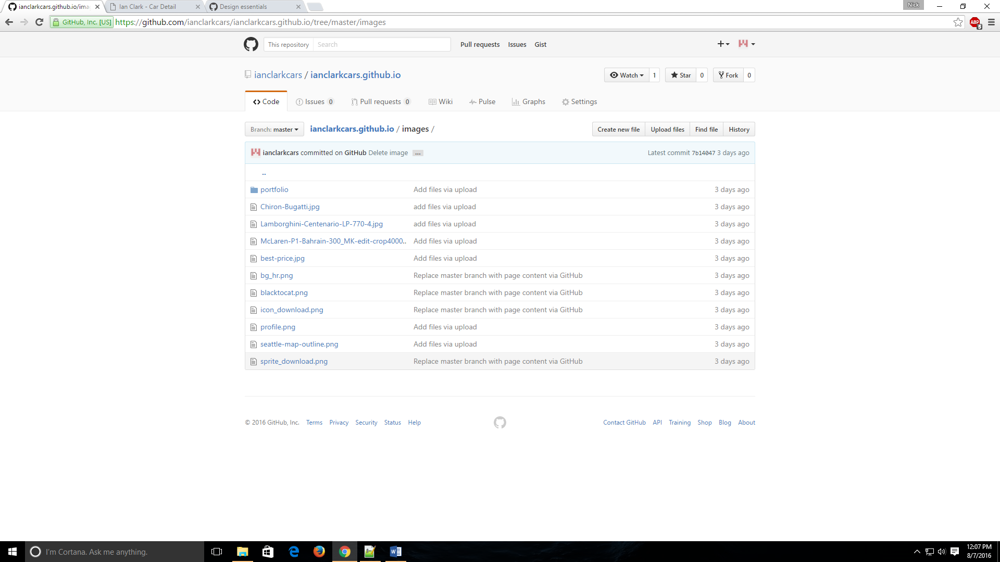 ianclarkcars.github.io/ima
Ian Clark - Car Detail
Design essentials
Nick
GitHub, Inc. [US]
https://github.com/ianclarkcars/ianclarkcars.github.io/tree/master/images
ABP
This repository
Search
Pull requests
Issues
Gist
ianclarkcars / ianclarkcars.github.io
Watch 1
Star 0
Fork 0
Code
Issues 0
Pull requests 0
Wiki
Pulse
Graphs
Settings
Branch: master
ianclarkcars.github.io / images /
Create new file
Upload files
Find file
History
ianclarkcars committed on GitHub Delete image ...
Latest commit 7b14047 3 days ago
..
portfolio Add files via upload 3 days ago
Chiron-Bugatti.jpg add files via upload 3 days ago
Lamborghini-Centenario-LP-770-4.jpg add files via upload 3 days ago
McLaren-P1-Bahrain-300_MK-edit-crop4000.. Add files via upload 3 days ago
best-price.jpg Add files via upload 3 days ago
bg_hr.png Replace master branch with page content via GitHub 3 days ago
blacktocat.png Replace master branch with page content via GitHub 3 days ago
icon_download.png Replace master branch with page content via GitHub 3 days ago
profile.png Add files via upload 3 days ago
seattle-map-outline.png Add files via upload 3 days ago
sprite_download.png Replace master branch with page content via GitHub 3 days ago
© 2016 GitHub, Inc. Terms Privacy Security Status Help
Contact GitHub API Training Shop Blog About
I'm Cortana. Ask me anything.
12:07 PM
8/7/2016